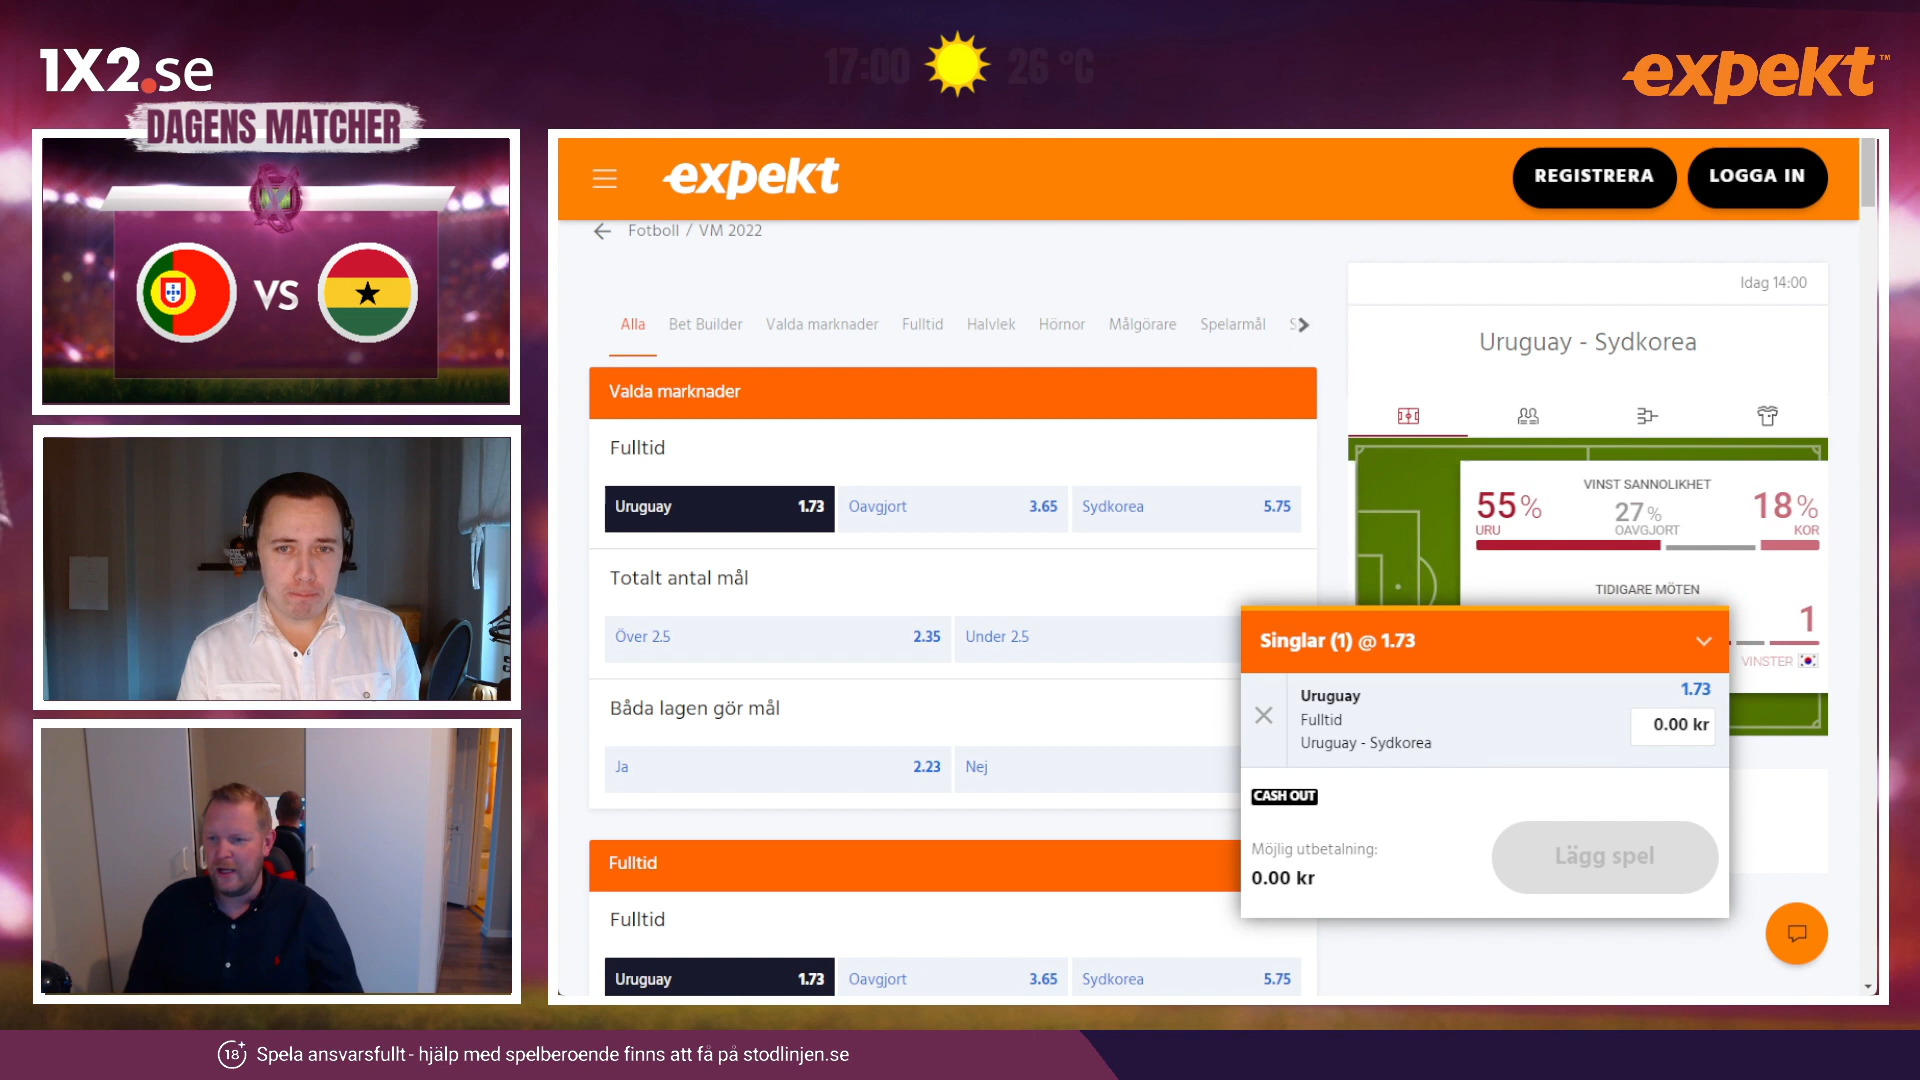 1X2.se
17:00 26 °C
expekt™
DAGENS MATCHER
VS
expekt
REGISTRERA
LOGGA IN
Fotboll / VM 2022
Idag 14:00
Alla Bet Builder Valda marknader Fulltid Halvlek Hörnor Målgörare Spelarmål
Uruguay - Sydkorea
Valda marknader
Fulltid
Uruguay 1.73 Oavgjort 3.65 Sydkorea 5.75
Totalt antal mål
Över 2.5 2.35 Under 2.5
Båda lagen gör mål
Ja 2.23 Nej
Fulltid
Fulltid
Uruguay 1.73 Oavgjort 3.65 Sydkorea 5.75
VINST SANNOLIKHET
55% 27% 18%
URU OAVGJORT KOR
TIDIGARE MÖTEN
1
VINSTER
Singlar (1) @ 1.73
Uruguay 1.73
Fulltid 0.00 kr
Uruguay - Sydkorea
CASH OUT
Möjlig utbetalning:
0.00 kr
Lägg spel
18+ Spela ansvarsfullt - hjälp med spelberoende finns att få på stodlinjen.se